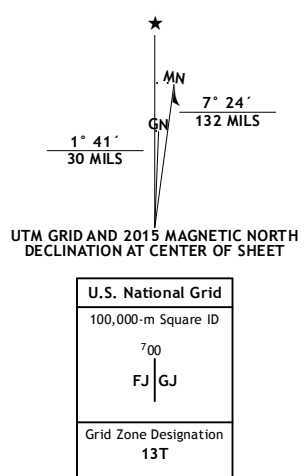 ★
MN
GN
7° 24´
132 MILS
1° 41´
30 MILS
UTM GRID AND 2015 MAGNETIC NORTH
DECLINATION AT CENTER OF SHEET
U.S. National Grid
100,000-m Square ID
⁷00
FJ GJ
Grid Zone Designation
13T